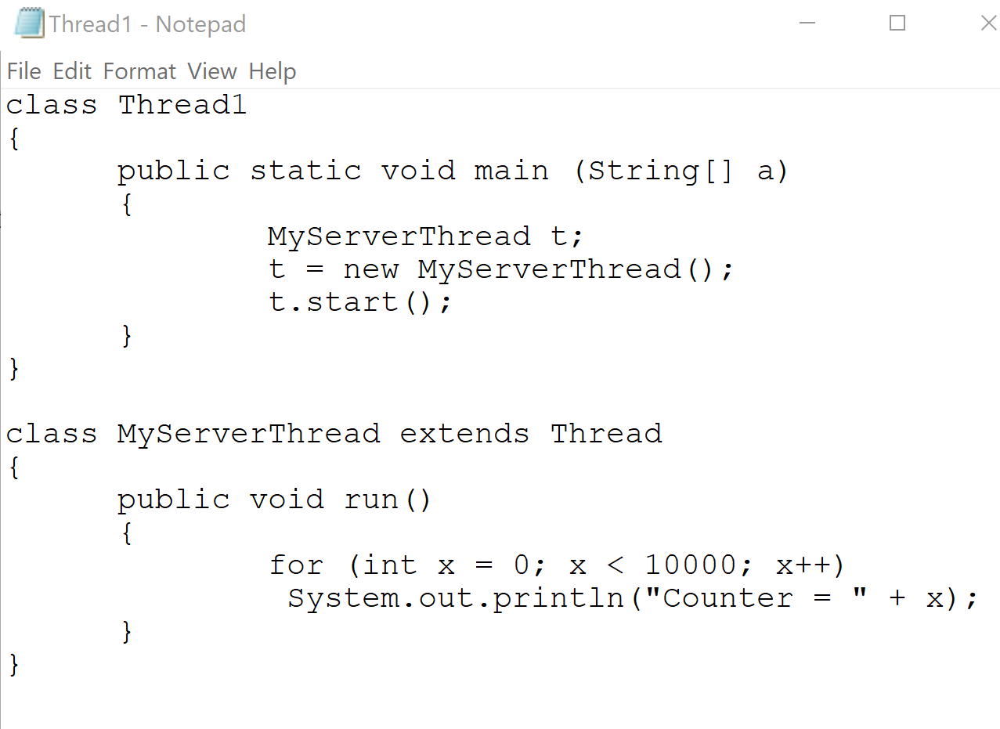 Thread1 - Notepad
File Edit Format View Help
class Thread1
{
      public static void main (String[] a)
      {
              MyServerThread t;
              t = new MyServerThread();
              t.start();
      }
}

class MyServerThread extends Thread
{
      public void run()
      {
              for (int x = 0; x < 10000; x++)
               System.out.println("Counter = " + x);
      }
}